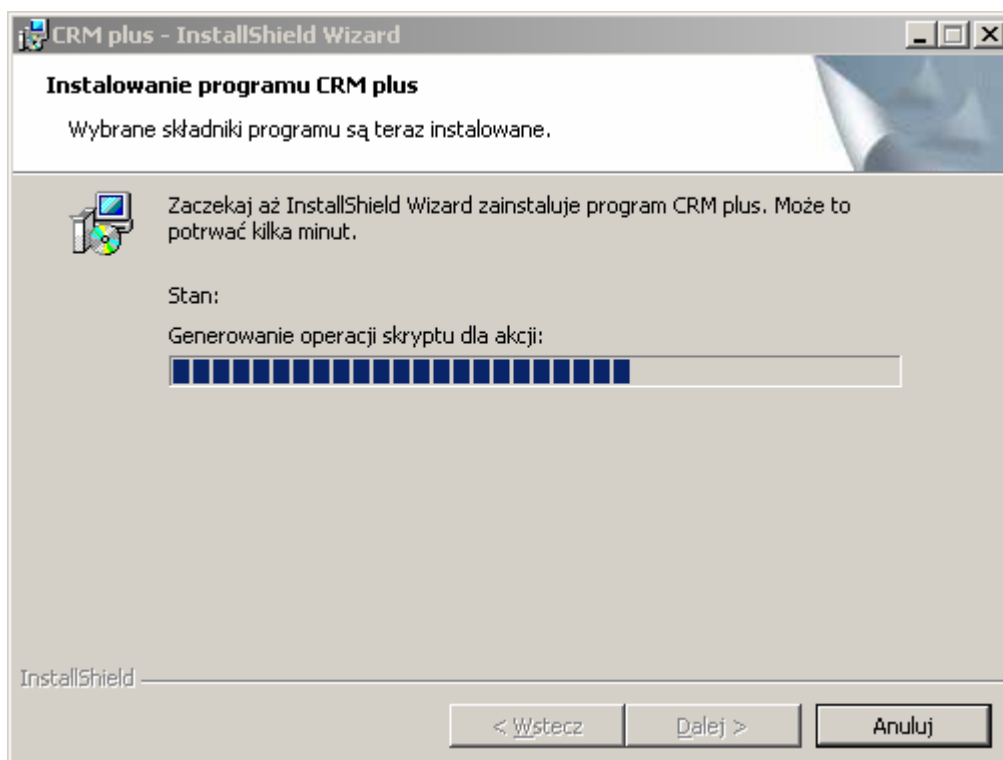 CRM plus - InstallShield Wizard
Instalowanie programu CRM plus
Wybrane składniki programu są teraz instalowane.
Zaczekaj aż InstallShield Wizard zainstaluje program CRM plus. Może to
potrwać kilka minut.
Stan:
Generowanie operacji skryptu dla akcji:
InstallShield
< Wstecz
Dalej >
Anuluj